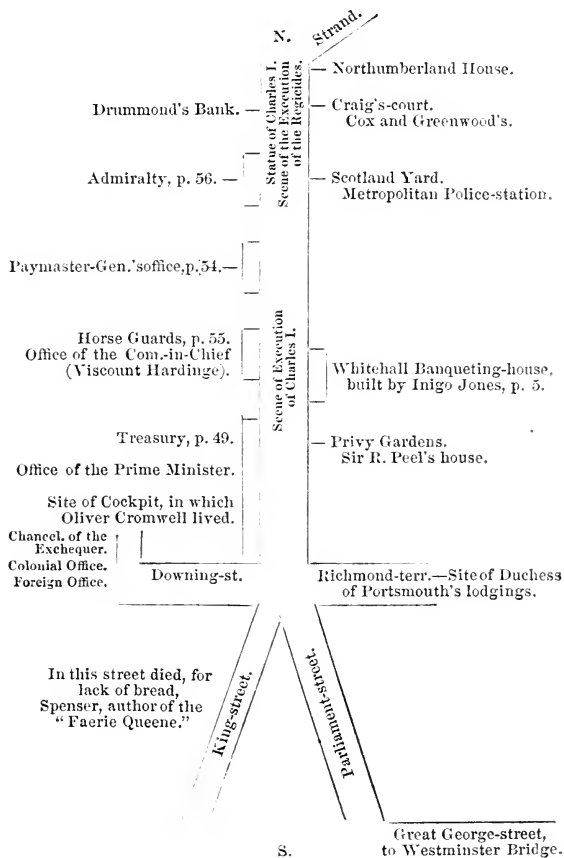 N.
Strand.
Statue of Charles I.
Scene of the Execution
of the Regicides.
Northumberland House.
Drummond's Bank.
Craig's-court.
Cox and Greenwood's.
Admiralty, p. 56.
Scotland Yard.
Metropolitan Police-station.
Paymaster-Gen.'soffice,p.54.
Horse Guards, p. 55.
Office of the Com.-in-Chief
(Viscount Hardinge).
Scene of Execution
of Charles I.
Whitehall Banqueting-house,
built by Inigo Jones, p. 5.
Treasury, p. 49.
Office of the Prime Minister.
Privy Gardens.
Sir R. Peel's house.
Site of Cockpit, in which
Oliver Cromwell lived.
Chancel. of the
Exchequer.
Colonial Office.
Foreign Office.
Downing-st.
Richmond-terr.—Site of Duchess
of Portsmouth's lodgings.
In this street died, for
lack of bread,
Spenser, author of the
"Faerie Queene."
King-street.
Parliament-street.
Great George-street,
to Westminster Bridge.
S.